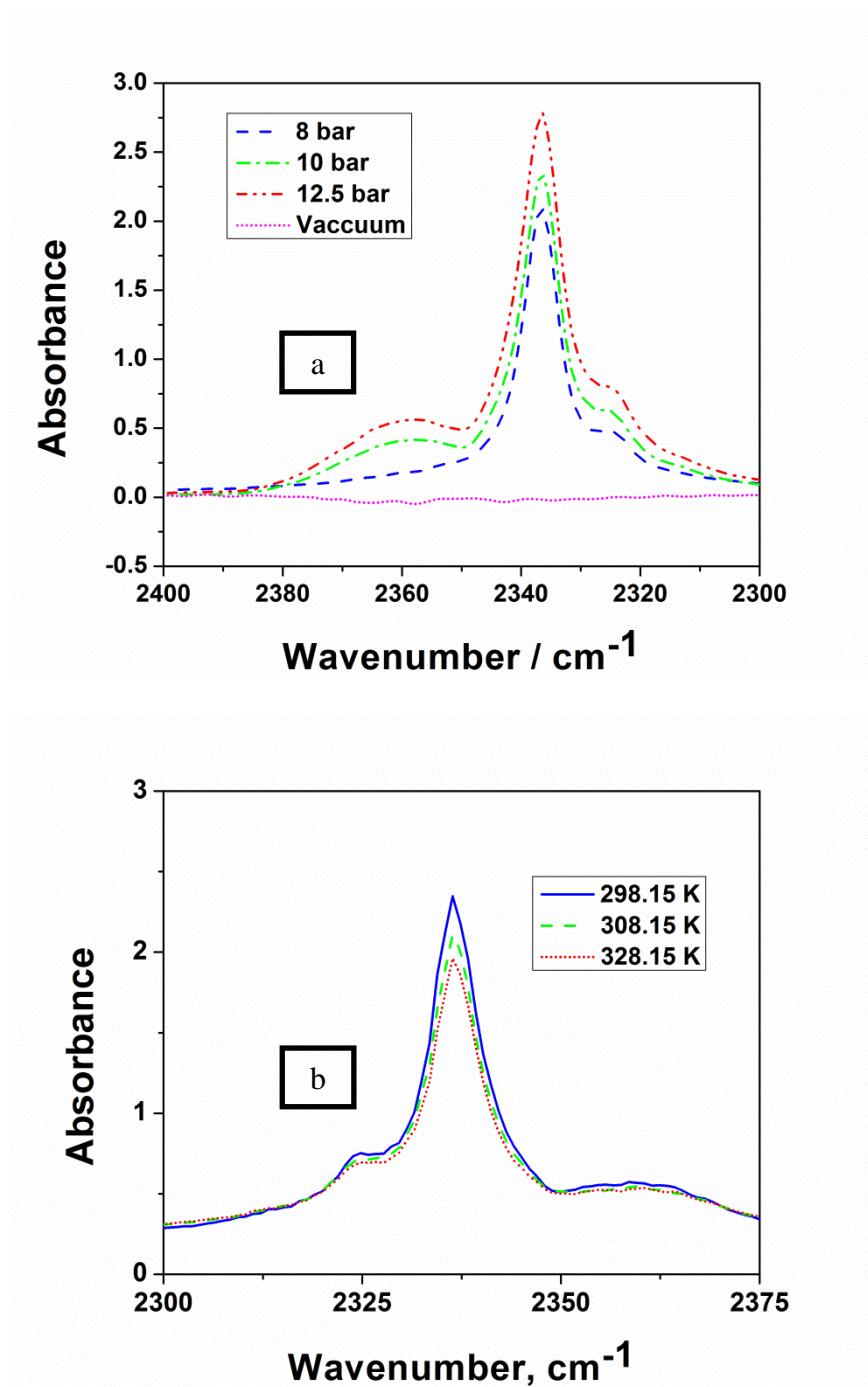 3.0
2.5
2.0
1.5
1.0
0.5
0.0
-0.5
Absorbance
8 bar
10 bar
12.5 bar
Vaccuum
a
2400 2380 2360 2340 2320 2300
Wavenumber / cm-1
3
2
1
0
Absorbance
298.15 K
308.15 K
328.15 K
b
2300 2325 2350 2375
Wavenumber, cm-1